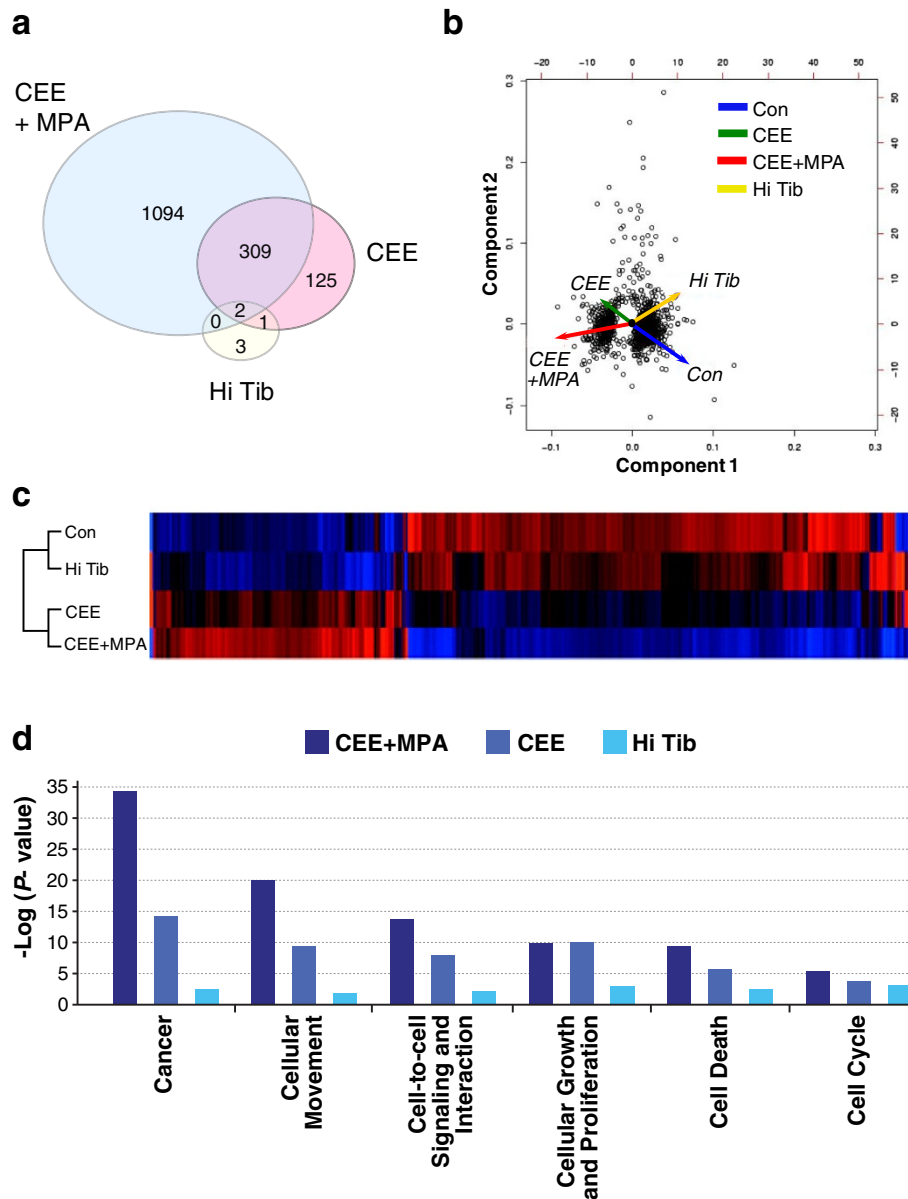 a
CEE
+ MPA
1094
309
CEE
125
2
0
1
3
Hi Tib
b
-20 -10 0 10 20 30 40 50
0.3
0.2
0.1
0.0
-0.1
50
40
30
20
10
0
-10
-20
Component 2
Con
CEE
CEE+MPA
Hi Tib
CEE
Hi Tib
CEE
+MPA
Con
-0.1 0.0 0.1 0.2 0.3
Component 1
c
Con
Hi Tib
CEE
CEE+MPA
d
CEE+MPA CEE Hi Tib
-Log (P- value)
35
30
25
20
15
10
5
0
Cancer
Cellular
Movement
Cell-to-cell
Signaling and
Interaction
Cellular Growth
and Proliferation
Cell Death
Cell Cycle